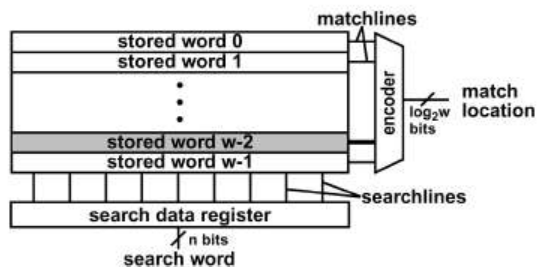 matchlines
stored word 0
stored word 1
encoder
match
location
log₂w
bits
stored word w-2
stored word w-1
searchlines
search data register
n bits
search word